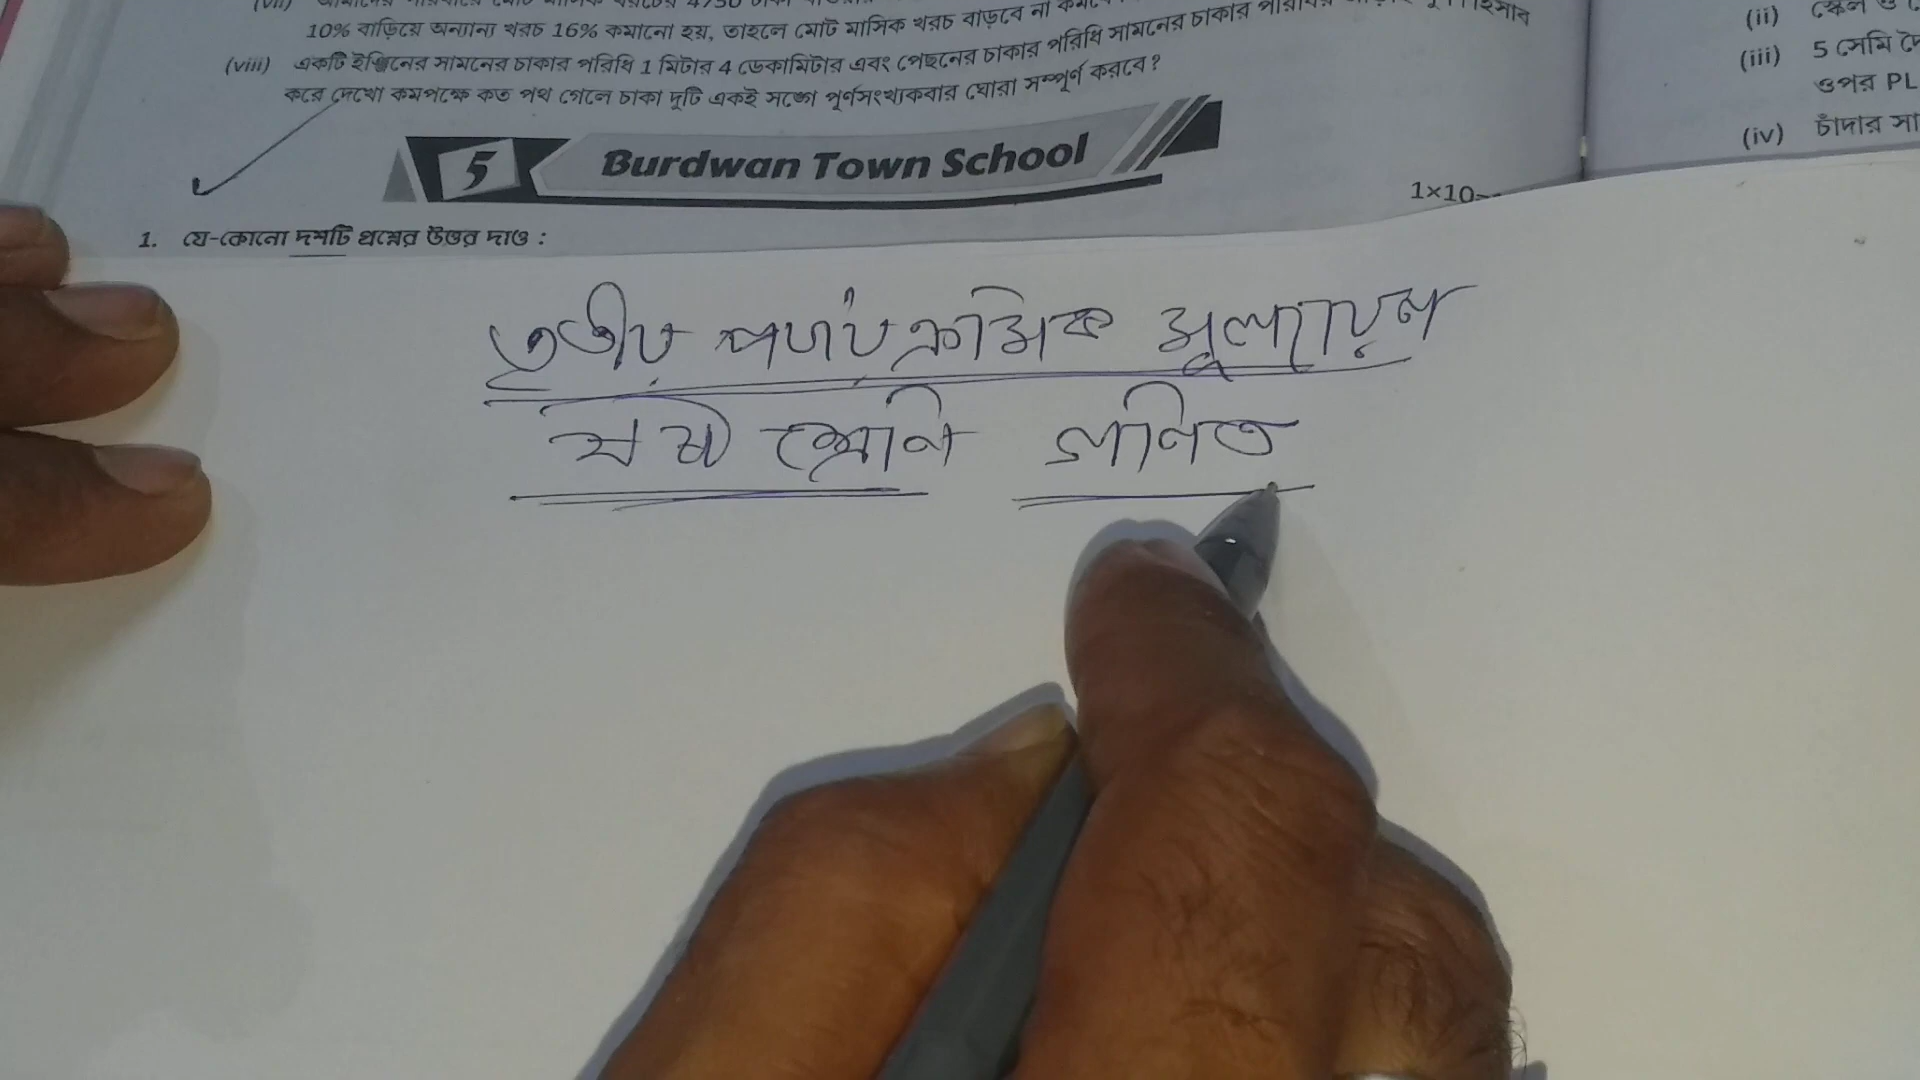 10% বাড়িয়ে অন্যান্য খরচ 16% কমানো হয়, তাহলে মোট মাসিক খরচ বাড়বে না
(viii) একটি ইঞ্জিনের সামনের চাকার পরিধি 1 মিটার 4 ডেকামিটার এবং পেছনের চাকার পরিধি সামনের চাকার
করে দেখো কমপক্ষে কত পথ গেলে চাকা দুটি একই সঙ্গে পূর্ণসংখ্যকবার ঘোরা সম্পূর্ণ করবে?
5 Burdwan Town School
1. যে-কোনো দশটি প্রশ্নের উত্তর দাও : 1×10
তৃতীয় পর্যায়ক্রমিক মূল্যায়ন
ষষ্ঠ শ্রেণি গণিত
(ii) স্কেল ও
(iii) 5 সেমি
ওপর PL
(iv) চাঁদার